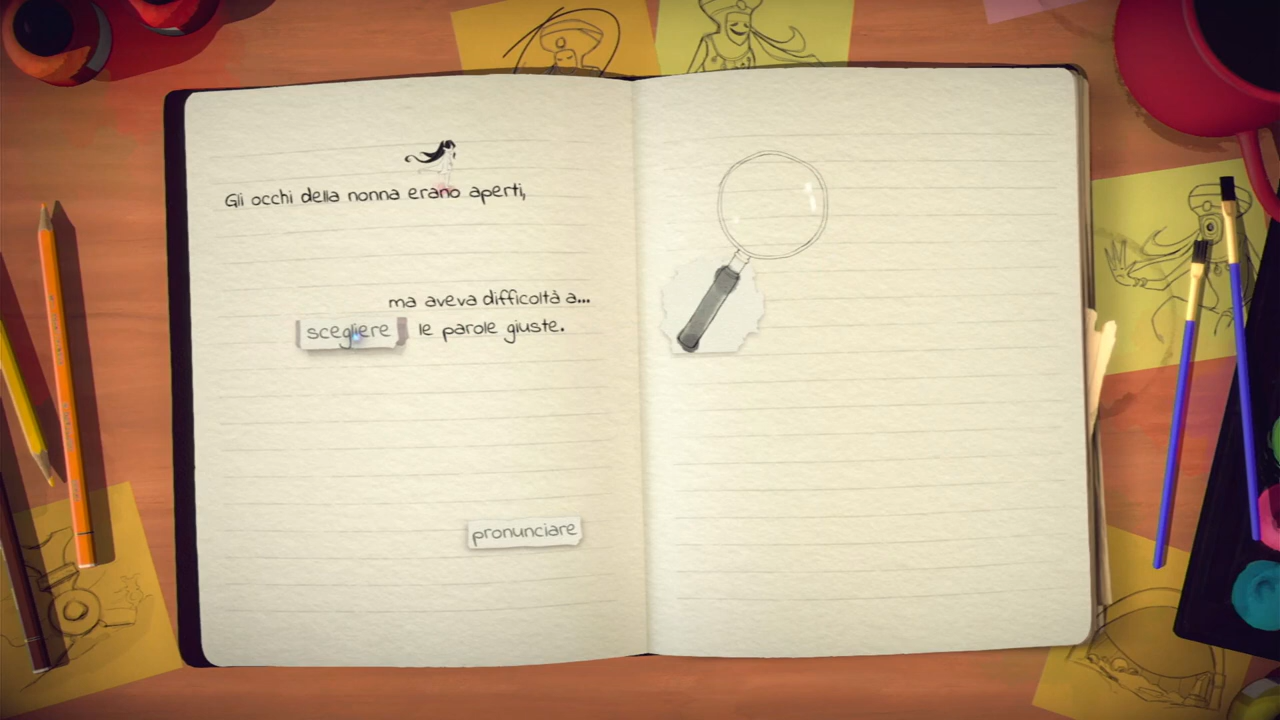 Gli occhi della nonna erano aperti,
ma aveva difficoltà a...
scegliere le parole giuste.
pronunciare